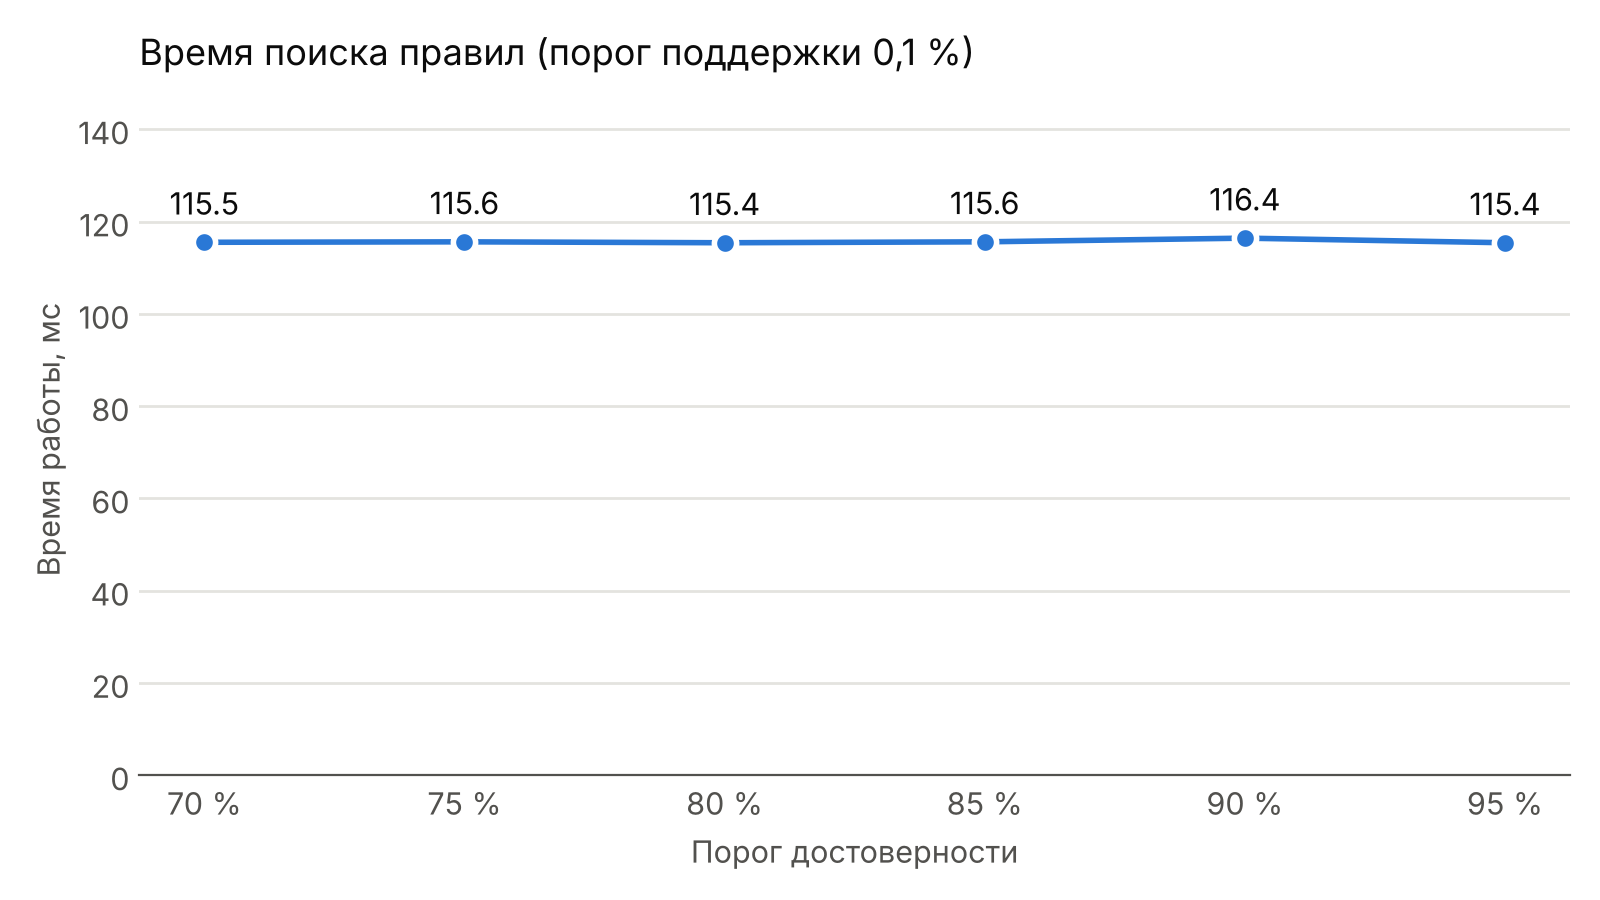 Время поиска правил (порог поддержки 0,1 %)
140
120
100
80
60
40
20
0
Время работы, мс
115.5 115.6 115.4 115.6 116.4 115.4
70 % 75 % 80 % 85 % 90 % 95 %
Порог достоверности